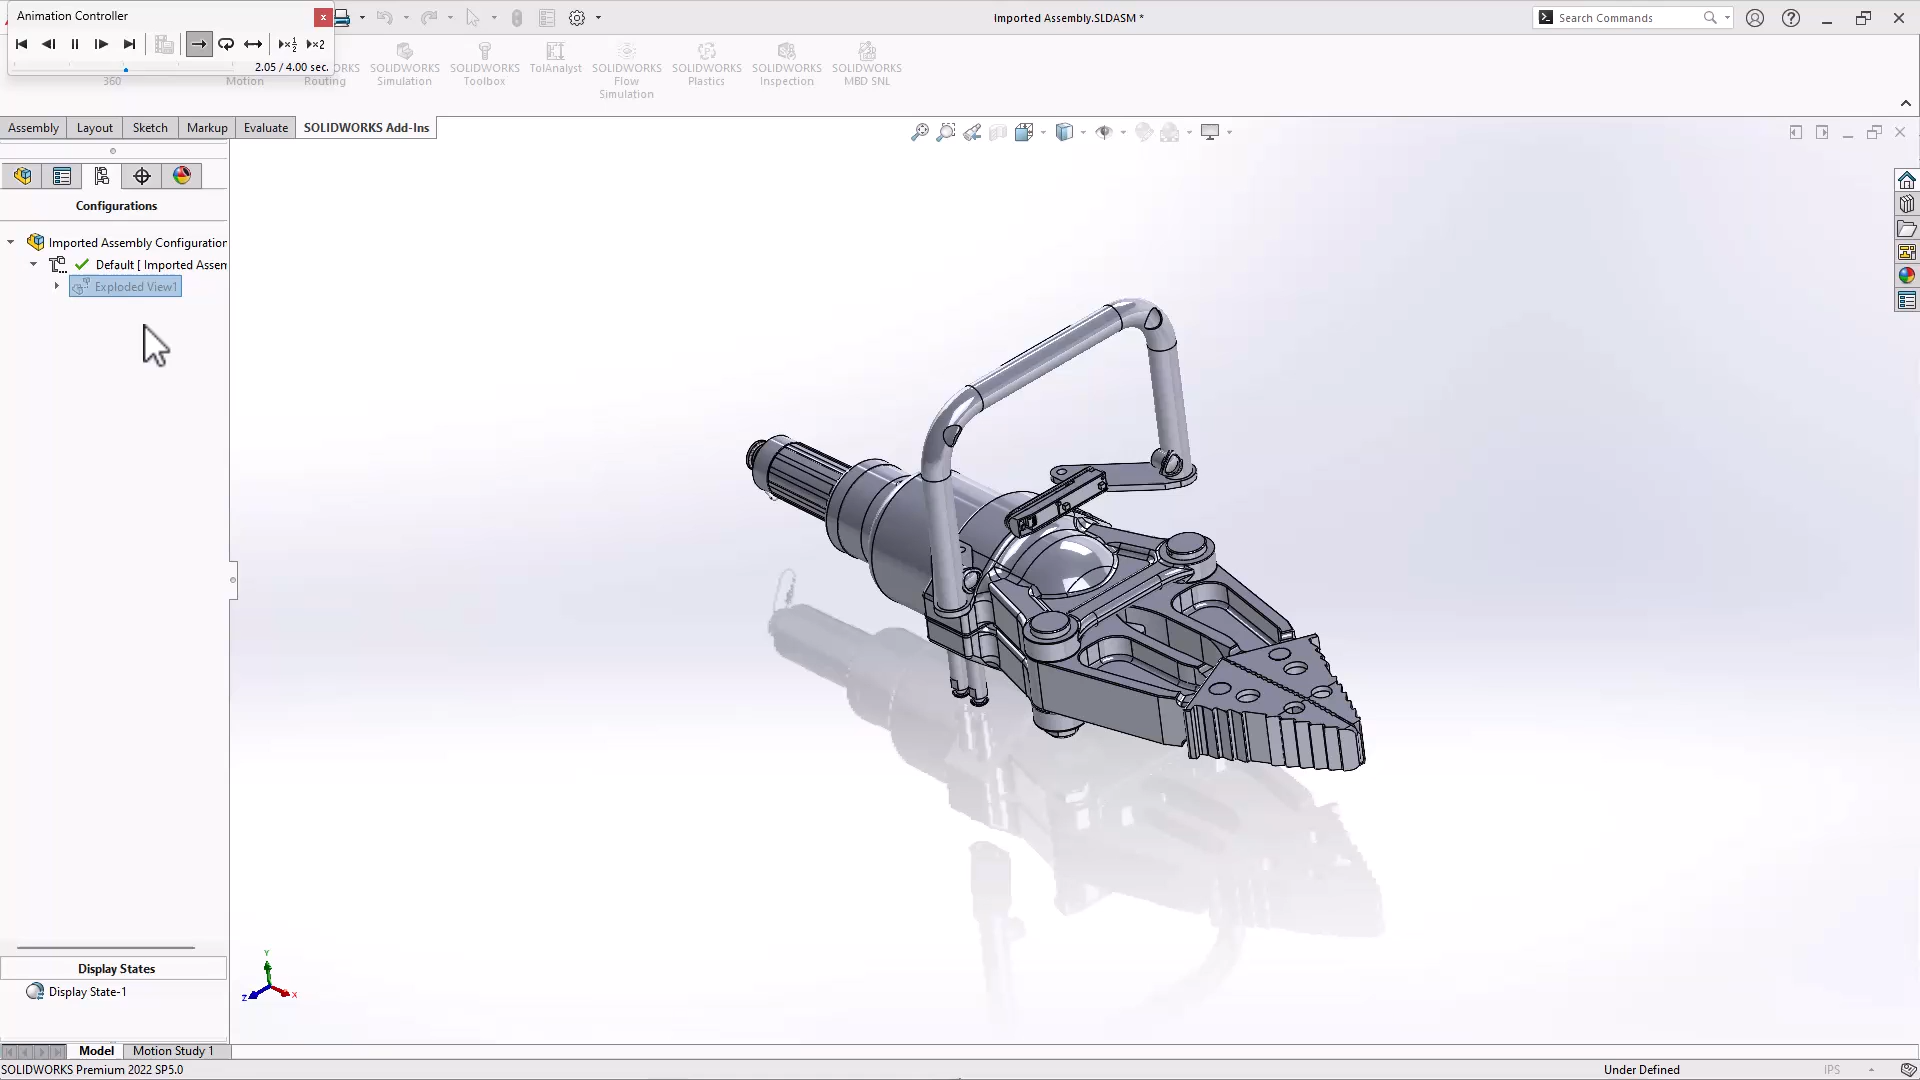 Animation Controller
Imported Assembly.SLDASM *
Search Commands
2.05 / 4.00 sec.
360
Motion
Routing
SOLIDWORKS
Simulation
SOLIDWORKS
Toolbox
TolAnalyst
SOLIDWORKS
Flow
Simulation
SOLIDWORKS
Plastics
SOLIDWORKS
Inspection
SOLIDWORKS
MBD SNL
Assembly
Layout
Sketch
Markup
Evaluate
SOLIDWORKS Add-Ins
Configurations
Imported Assembly Configuration
Default [ Imported Assem
Exploded View1
Display States
Display State-1
Y
Z
X
Model
Motion Study 1
SOLIDWORKS Premium 2022 SP5.0
Under Defined
IPS